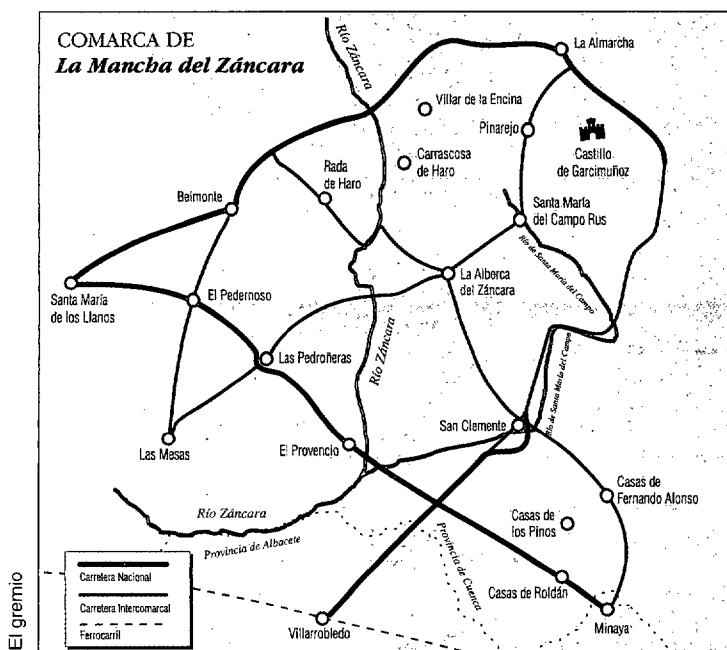 COMARCA DE
La Mancha del Záncara
Río Záncara
La Almarcha
Villar de la Encina
Pinarejo
Castillo
de Garcimuñoz
Carrascosa
de Haro
Rada
de Haro
Belmonte
Santa María
del Campo Rus
Río de Santa María del Campo
La Alberca
del Záncara
Santa María
de los Llanos
El Pedernoso
Las Pedroñeras
Río Záncara
Río de Santa María del Campo
Las Mesas
El Provencio
San Clemente
Casas de
Fernando Alonso
Casas de
los Pinos
Río Záncara
Provincia de Albacete
Provincia de Cuenca
Casas de Roldán
Minaya
Villarrobledo
Carretera Nacional
Carretera Intercomarcal
Ferrocarril
El gremio